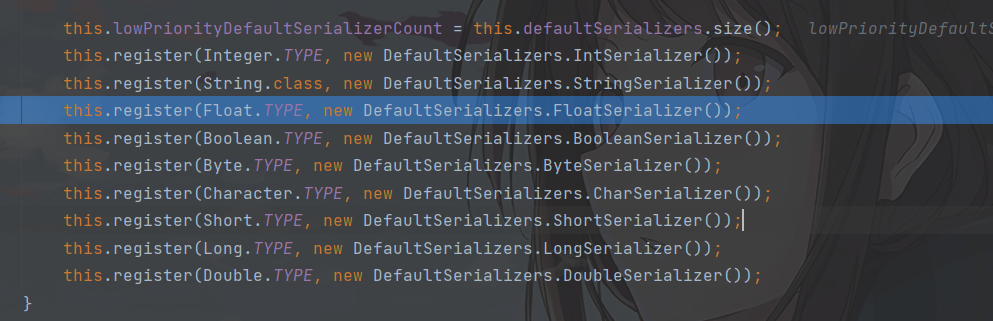 this.lowPriorityDefaultSerializerCount = this.defaultSerializers.size();   lowPriorityDefaultS
this.register(Integer.TYPE, new DefaultSerializers.IntSerializer());
this.register(String.class, new DefaultSerializers.StringSerializer());
this.register(Float.TYPE, new DefaultSerializers.FloatSerializer());
this.register(Boolean.TYPE, new DefaultSerializers.BooleanSerializer());
this.register(Byte.TYPE, new DefaultSerializers.ByteSerializer());
this.register(Character.TYPE, new DefaultSerializers.CharSerializer());
this.register(Short.TYPE, new DefaultSerializers.ShortSerializer());
this.register(Long.TYPE, new DefaultSerializers.LongSerializer());
this.register(Double.TYPE, new DefaultSerializers.DoubleSerializer());
}